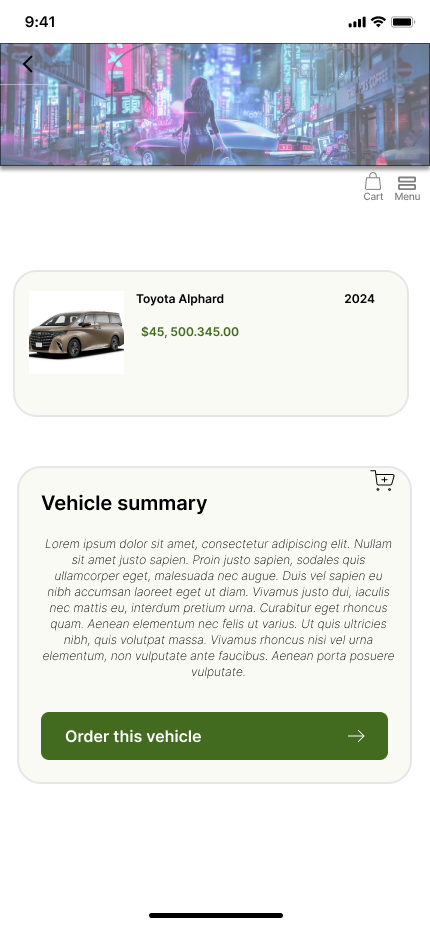 9:41
Cart
Menu
Toyota Alphard
2024
$45, 500.345.00
Vehicle summary
Lorem ipsum dolor sit amet, consectetur adipiscing elit. Nullam
sit amet justo sapien. Proin justo sapien, sodales quis
ullamcorper eget, malesuada nec augue. Duis vel sapien eu
nibh accumsan laoreet eget ut diam. Vivamus justo dui, iaculis
nec mattis eu, interdum pretium urna. Curabitur eget rhoncus
quam. Aenean elementum nec felis ut varius. Ut quis ultricies
nibh, quis volutpat massa. Vivamus rhoncus nisi vel urna
elementum, non vulputate ante faucibus. Aenean porta posuere
vulputate.
Order this vehicle